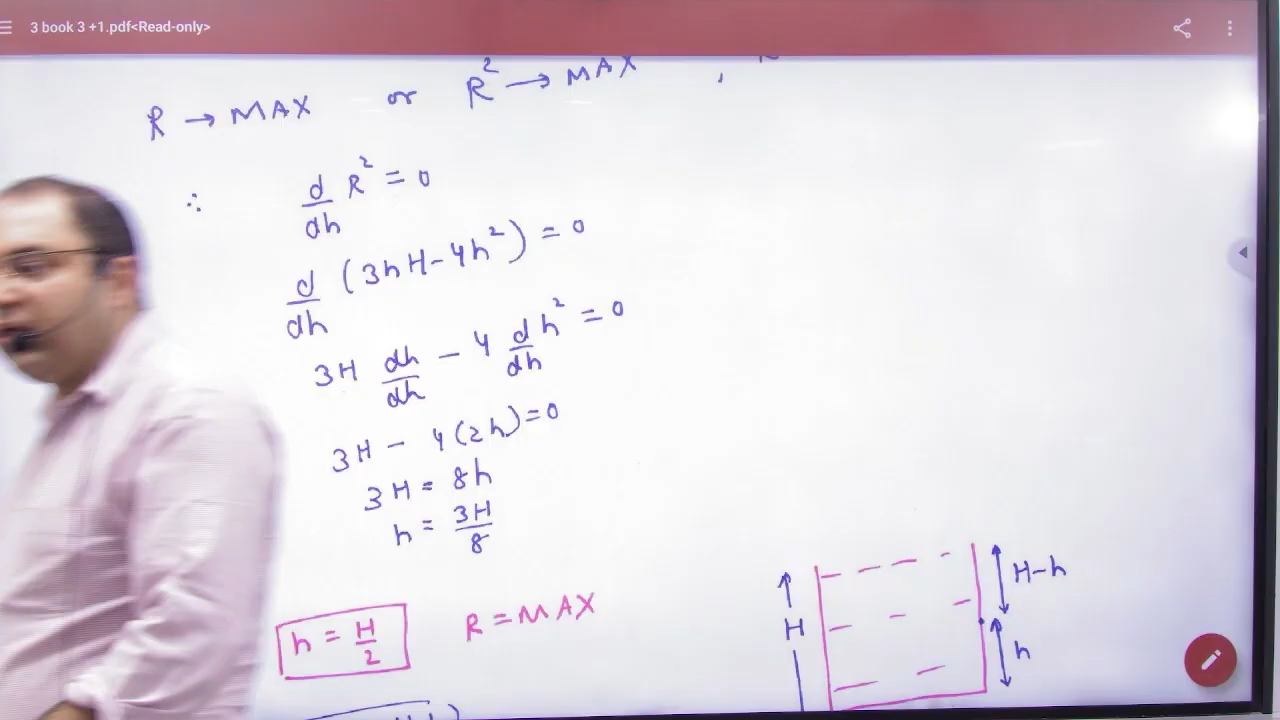 3 book 3 +1.pdf<Read-only>
R → MAX or R² → MAX ,
∴ d/dh R² = 0
d/dh (3hH - 4h²) = 0
3H dh/dh - 4 d/dh h² = 0
3H - 4(2h) = 0
3H = 8h
h = 3H/8
h = H/2 R = MAX
H
H-h
h